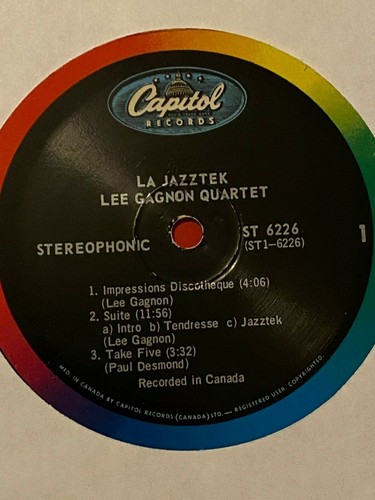 Capitol
RECORDS
LA JAZZTEK
LEE GAGNON QUARTET
STEREOPHONIC
ST 6226
(ST1-6226)
1
1. Impressions Discotheque (4:06)
(Lee Gagnon)
2. Suite (11:56)
a) Intro b) Tendresse c) Jazztek
(Lee Gagnon)
3. Take Five (3:32)
(Paul Desmond)
Recorded in Canada
MFD. IN CANADA BY CAPITOL RECORDS (CANADA) LTD. — REGISTERED USER. COPYRIGHT.